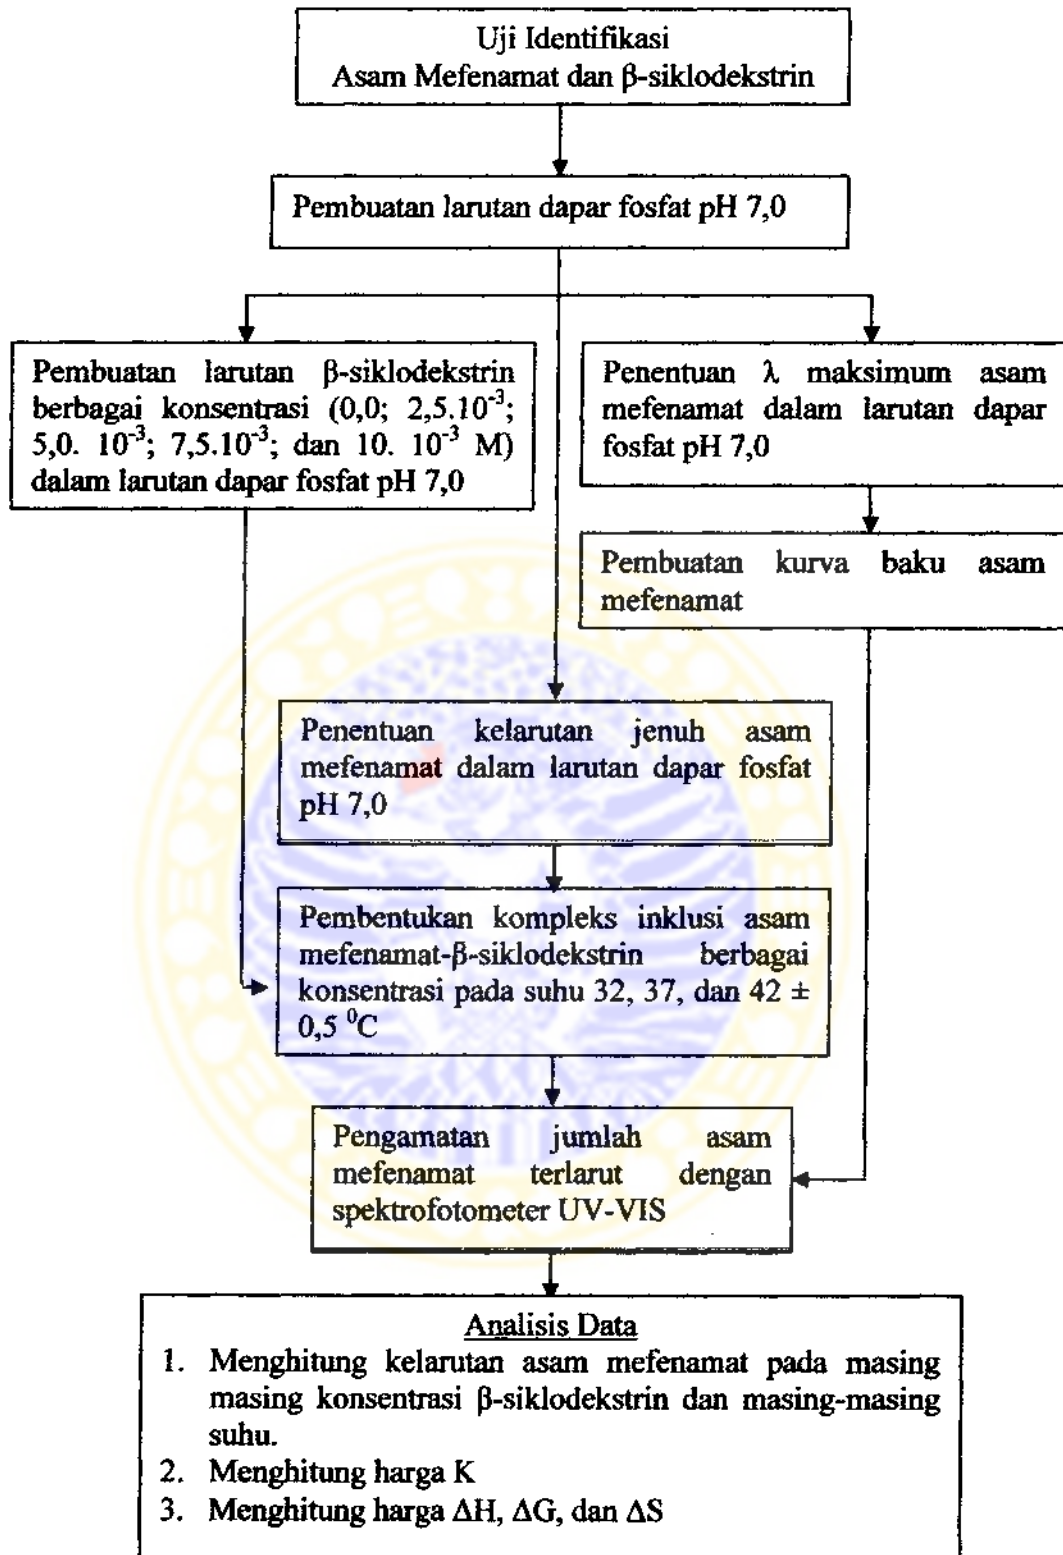 Uji Identifikasi
Asam Mefenamat dan β-siklodekstrin
Pembuatan larutan dapar fosfat pH 7,0
Pembuatan larutan β-siklodekstrin
berbagai konsentrasi (0,0; 2,5.10⁻³;
5,0. 10⁻³; 7,5.10⁻³; dan 10. 10⁻³ M)
dalam larutan dapar fosfat pH 7,0
Penentuan λ maksimum asam
mefenamat dalam larutan dapar
fosfat pH 7,0
Pembuatan kurva baku asam
mefenamat
Penentuan kelarutan jenuh asam
mefenamat dalam larutan dapar fosfat
pH 7,0
Pembentukan kompleks inklusi asam
mefenamat-β-siklodekstrin berbagai
konsentrasi pada suhu 32, 37, dan 42 ±
0,5 ⁰C
Pengamatan jumlah asam
mefenamat terlarut dengan
spektrofotometer UV-VIS
Analisis Data
1. Menghitung kelarutan asam mefenamat pada masing
masing konsentrasi β-siklodekstrin dan masing-masing
suhu.
2. Menghitung harga K
3. Menghitung harga ΔH, ΔG, dan ΔS